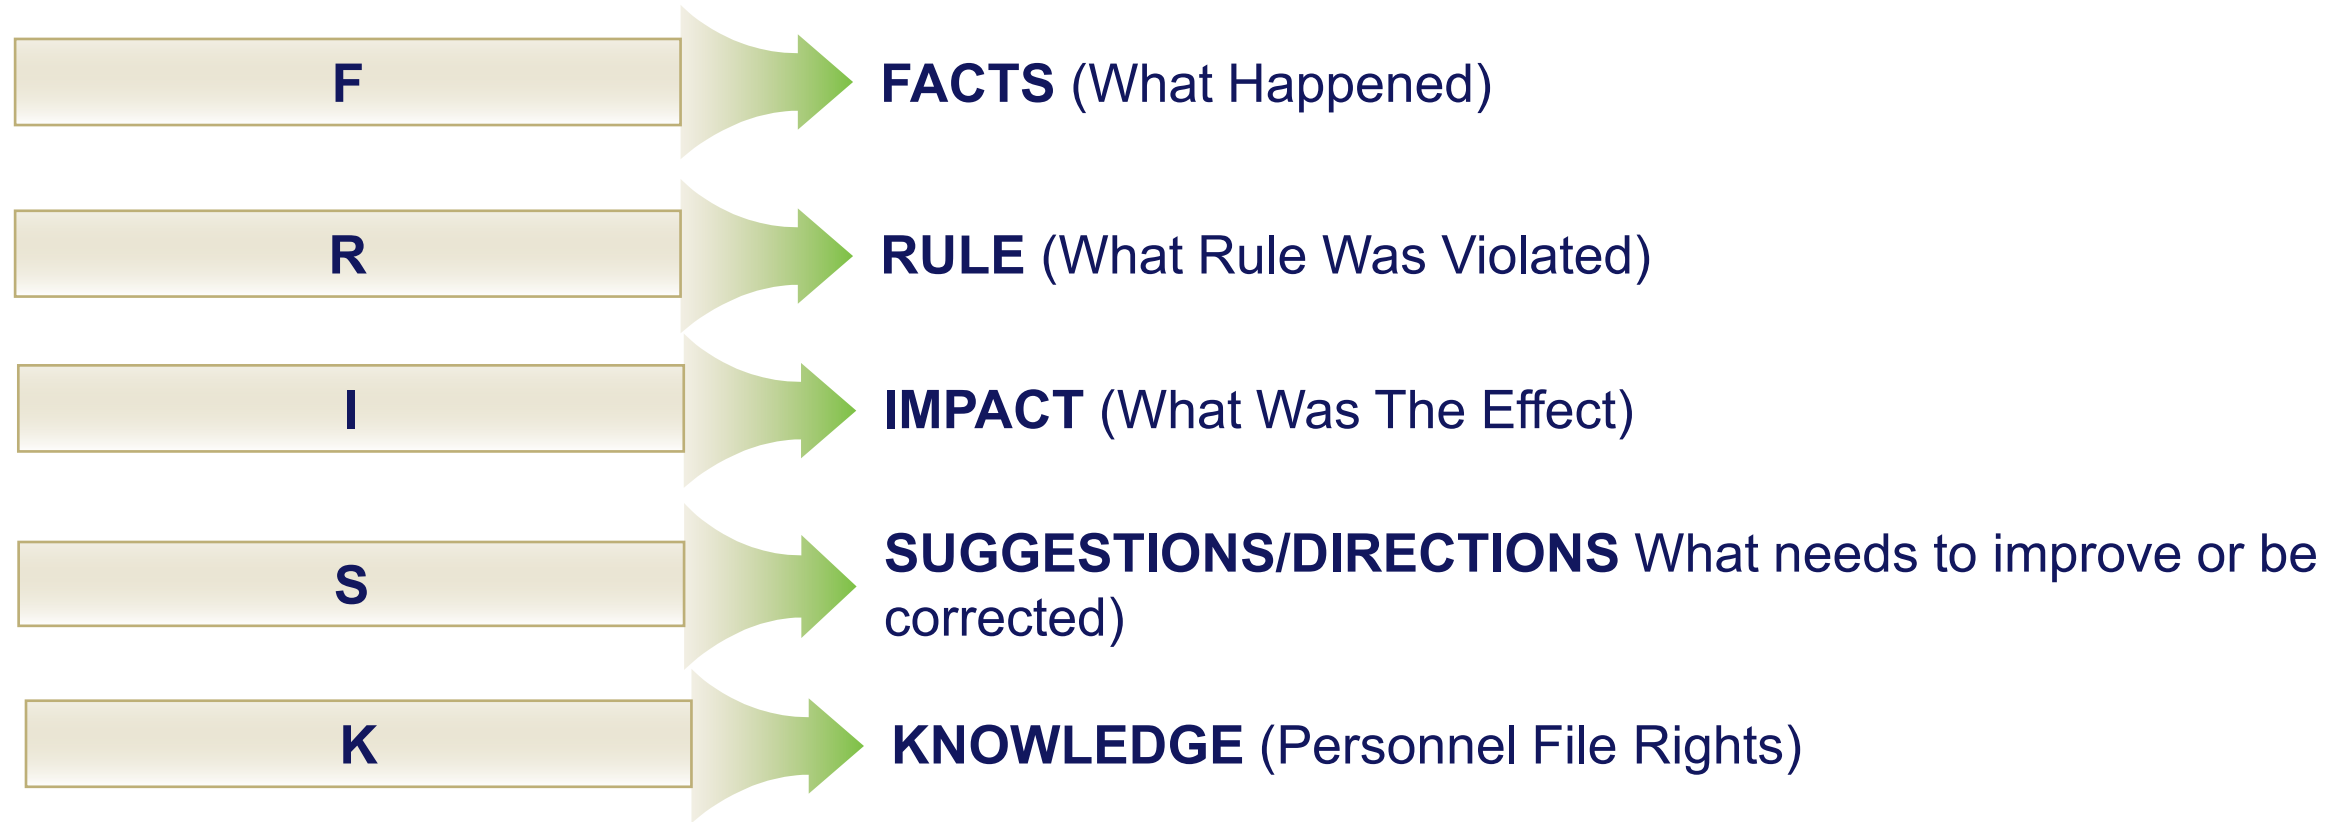 F
FACTS (What Happened)
R
RULE (What Rule Was Violated)
I
IMPACT (What Was The Effect)
S
SUGGESTIONS/DIRECTIONS What needs to improve or be
corrected)
K
KNOWLEDGE (Personnel File Rights)